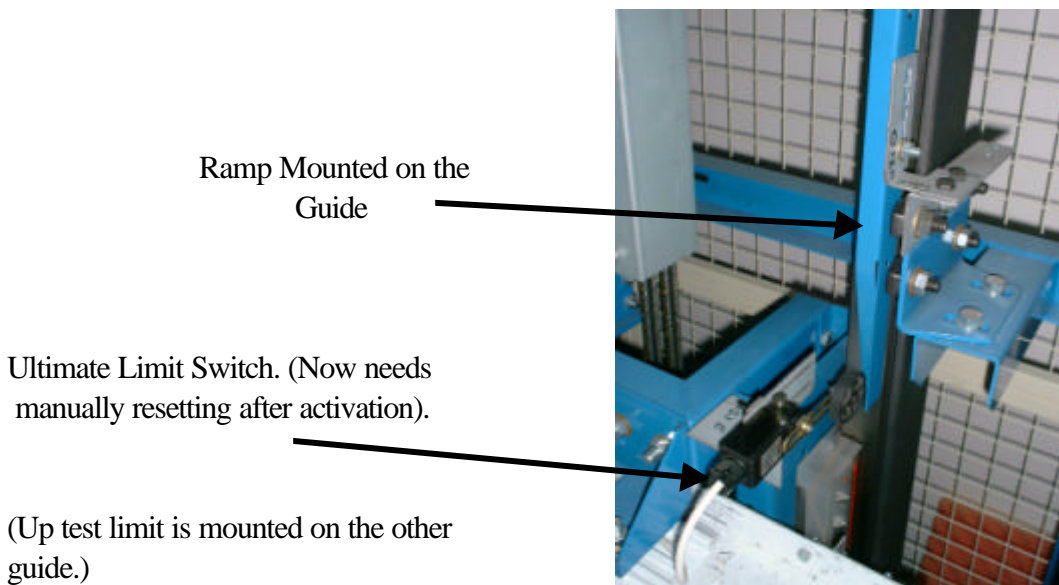 Ramp Mounted on the
Guide
Ultimate Limit Switch. (Now needs
manually resetting after activation).
(Up test limit is mounted on the other
guide.)